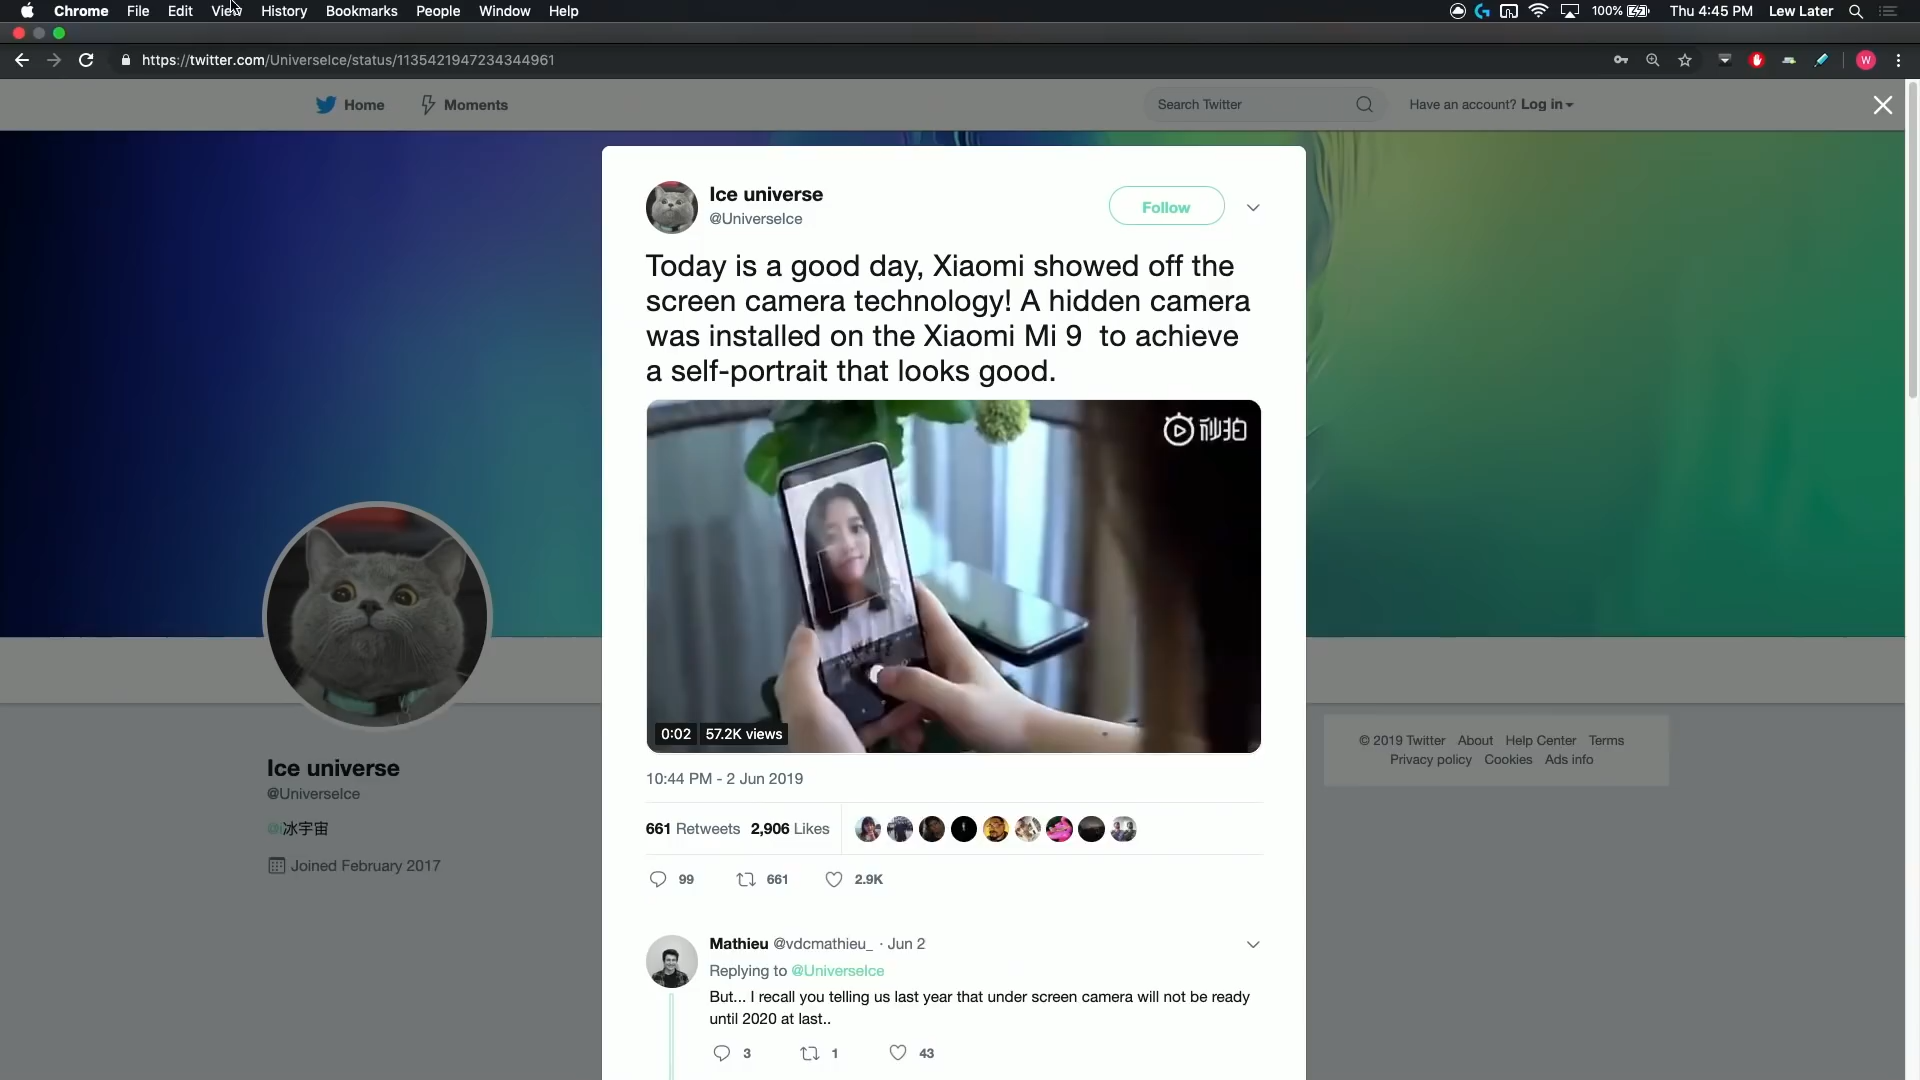 Chrome File Edit View History Bookmarks People Window Help
100% Thu 4:45 PM Lew Later
https://twitter.com/UniverseIce/status/1135421947234344961
W
Home Moments
Search Twitter
Have an account? Log in
Ice universe
@UniverseIce
Follow
Today is a good day, Xiaomi showed off the
screen camera technology! A hidden camera
was installed on the Xiaomi Mi 9 to achieve
a self-portrait that looks good.
秒拍
0:02 57.2K views
10:44 PM - 2 Jun 2019
661 Retweets 2,906 Likes
99 661 2.9K
Mathieu @vdcmathieu_ · Jun 2
Replying to @UniverseIce
But... I recall you telling us last year that under screen camera will not be ready
until 2020 at last..
3 1 43
Ice universe
@UniverseIce
冰宇宙
Joined February 2017
© 2019 Twitter About Help Center Terms
Privacy policy Cookies Ads info